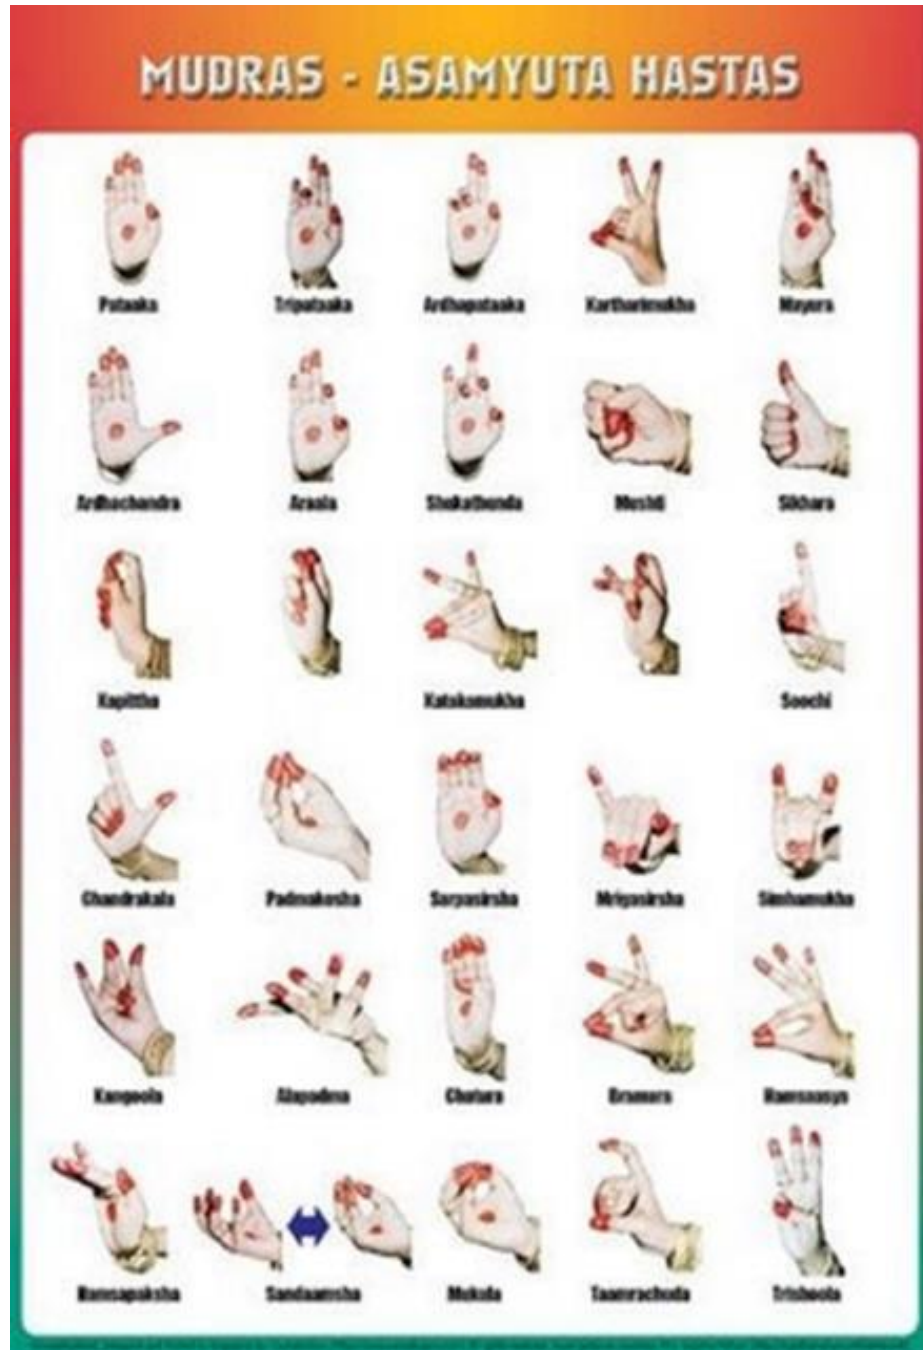 MUDRAS - ASAMYUTA HASTAS
Pataaka Tripataaka Ardhapataaka Kartharimukha Mayura
Ardhachandra Araala Shukathunda Mushti Sikhara
Kapittha Katakamukha Soochi
Chandrakala Padmakosha Sarpasirsha Mrigasirsha Simhamukha
Kangoola Alapadma Chatura Bramara Hamsaasya
Hamsapaksha Sandaamsha Mukula Taamrachuda Trishoola